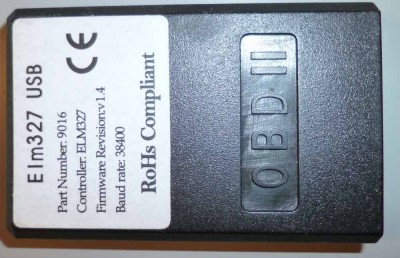 Elm327 USB
Part Number: 9016
Controller: ELM327
Firmware Revision:v1.4
Baud rate: 38400
CE
RoHs Compliant
OBD II